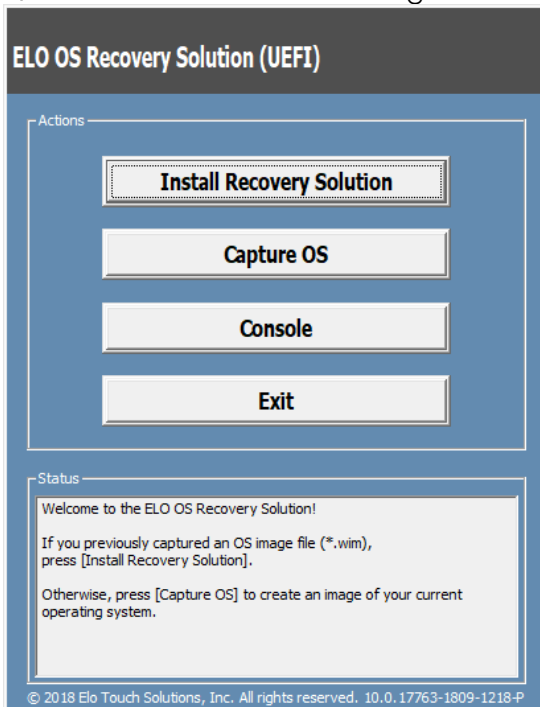 ELO OS Recovery Solution (UEFI)
Actions
Install Recovery Solution
Capture OS
Console
Exit
Status
Welcome to the ELO OS Recovery Solution!
If you previously captured an OS image file (*.wim),
press [Install Recovery Solution].
Otherwise, press [Capture OS] to create an image of your current
operating system.
© 2018 Elo Touch Solutions, Inc. All rights reserved. 10.0.17763-1809-1218-P